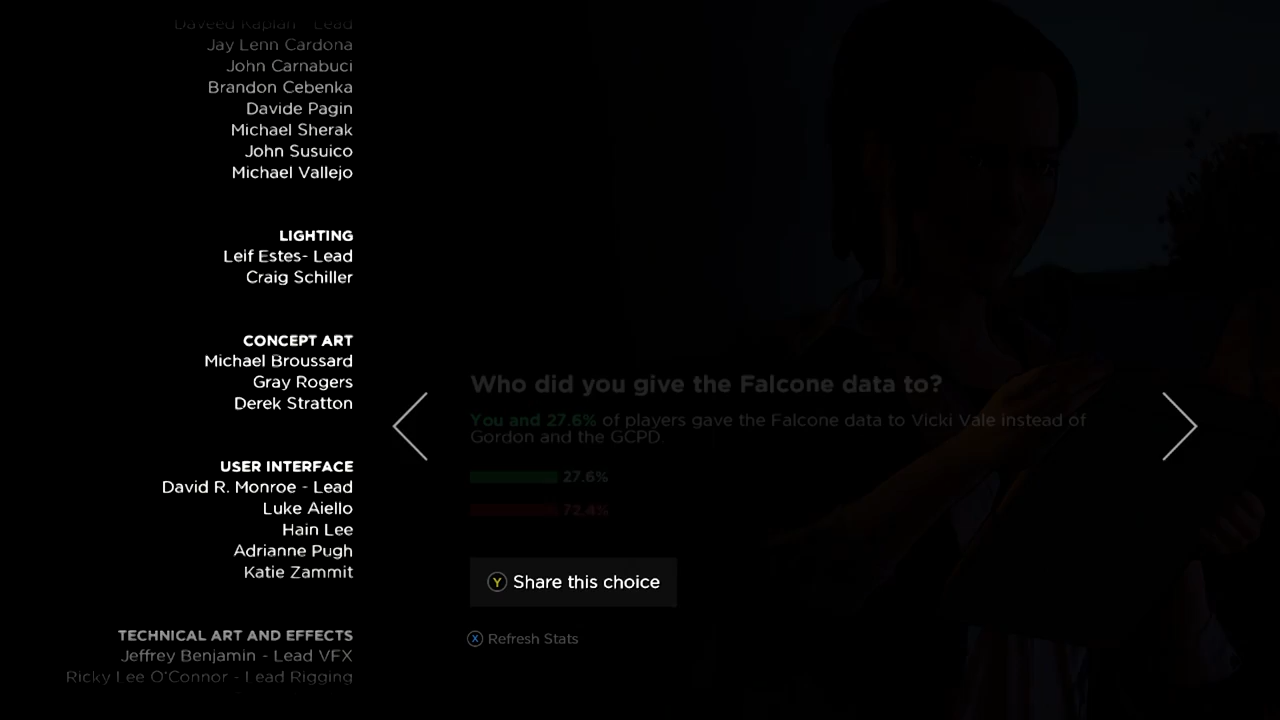 Daveed Kaplan - Lead
Jay Lenn Cardona
John Carnabuci
Brandon Cebenka
Davide Pagin
Michael Sherak
John Susuico
Michael Vallejo
LIGHTING
Leif Estes- Lead
Craig Schiller
CONCEPT ART
Michael Broussard
Gray Rogers
Derek Stratton
USER INTERFACE
David R. Monroe - Lead
Luke Aiello
Hain Lee
Adrianne Pugh
Katie Zammit
TECHNICAL ART AND EFFECTS
Jeffrey Benjamin - Lead VFX
Ricky Lee O'Connor - Lead Rigging
Who did you give the Falcone data to?
You and 27.6% of players gave the Falcone data to Vicki Vale instead of
Gordon and the GCPD.
27.6%
72.4%
Y Share this choice
X Refresh Stats